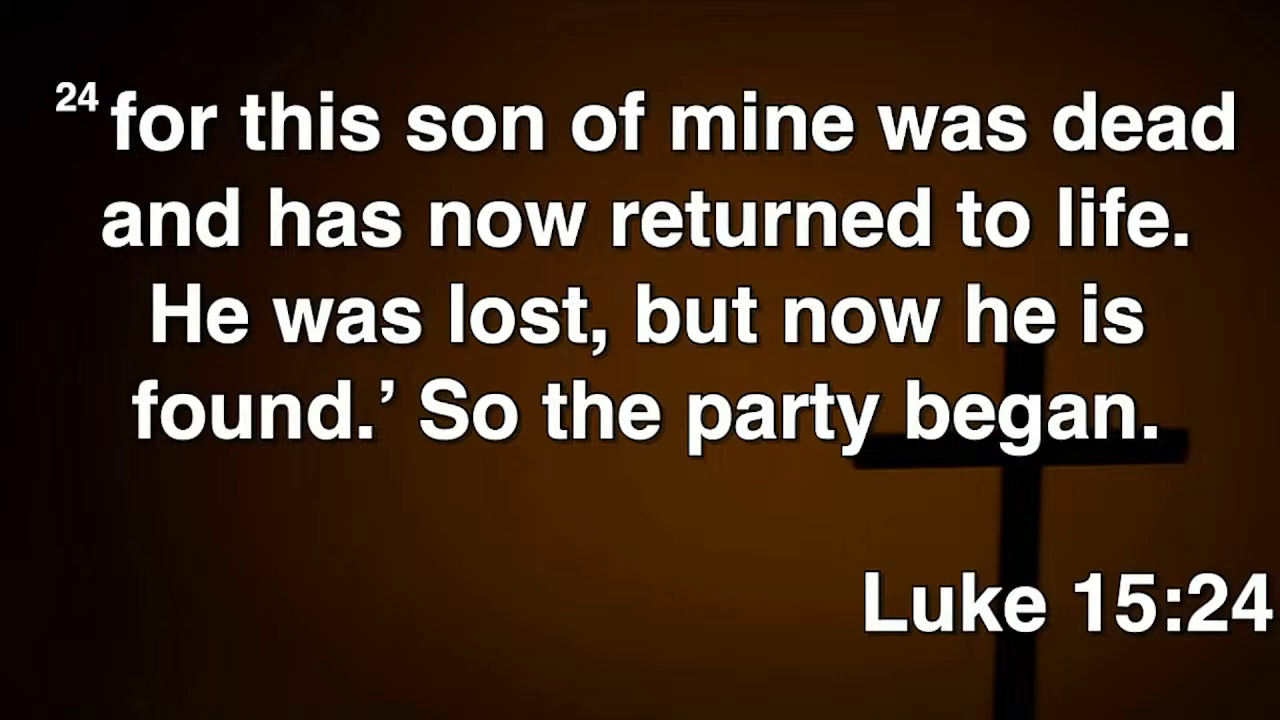 24 for this son of mine was dead
and has now returned to life.
He was lost, but now he is
found.’ So the party began.
Luke 15:24